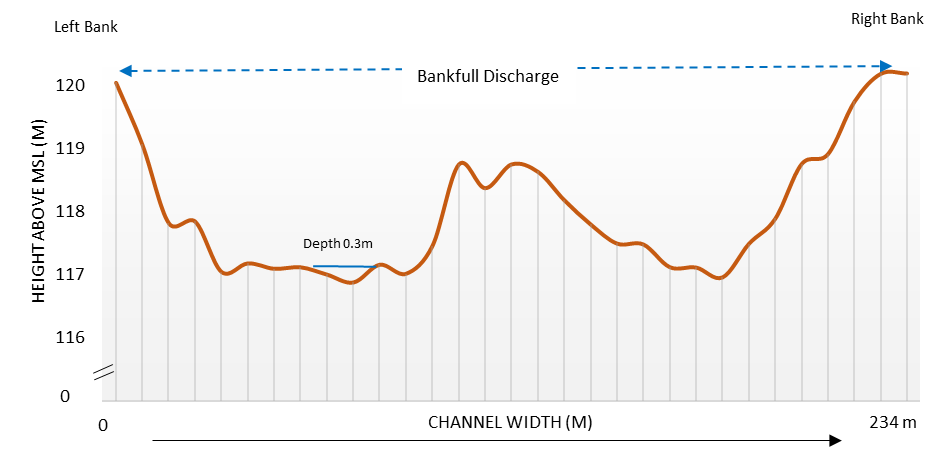 Left Bank
Right Bank
Bankfull Discharge
120
119
118
117
116
0
HEIGHT ABOVE MSL (M)
Depth 0.3m
0
CHANNEL WIDTH (M)
234 m